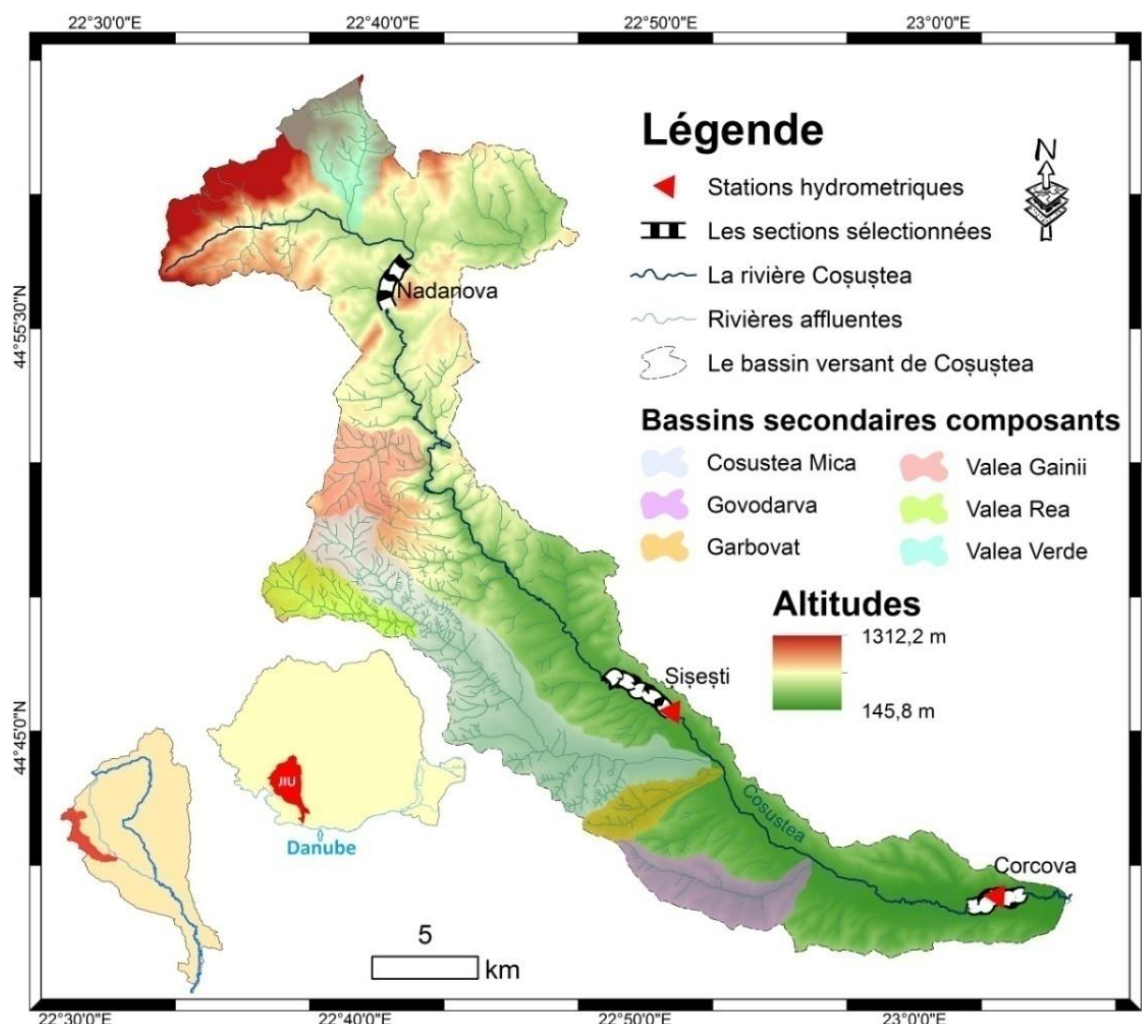 22°30'0"E
22°40'0"E
22°50'0"E
23°0'0"E
Légende
N
Stations hydrometriques
Les sections sélectionnées
La rivière Coșuștea
Rivières affluentes
Le bassin versant de Coșuștea
Bassins secondaires composants
Cosustea Mica
Valea Gainii
Govodarva
Valea Rea
Garbovat
Valea Verde
Altitudes
1312,2 m
145,8 m
Nadanova
44°55'30"N
Sișești
44°45'0"N
JIU
Danube
Cosustea
Corcova
5
km
22°30'0"E
22°40'0"E
22°50'0"E
23°0'0"E